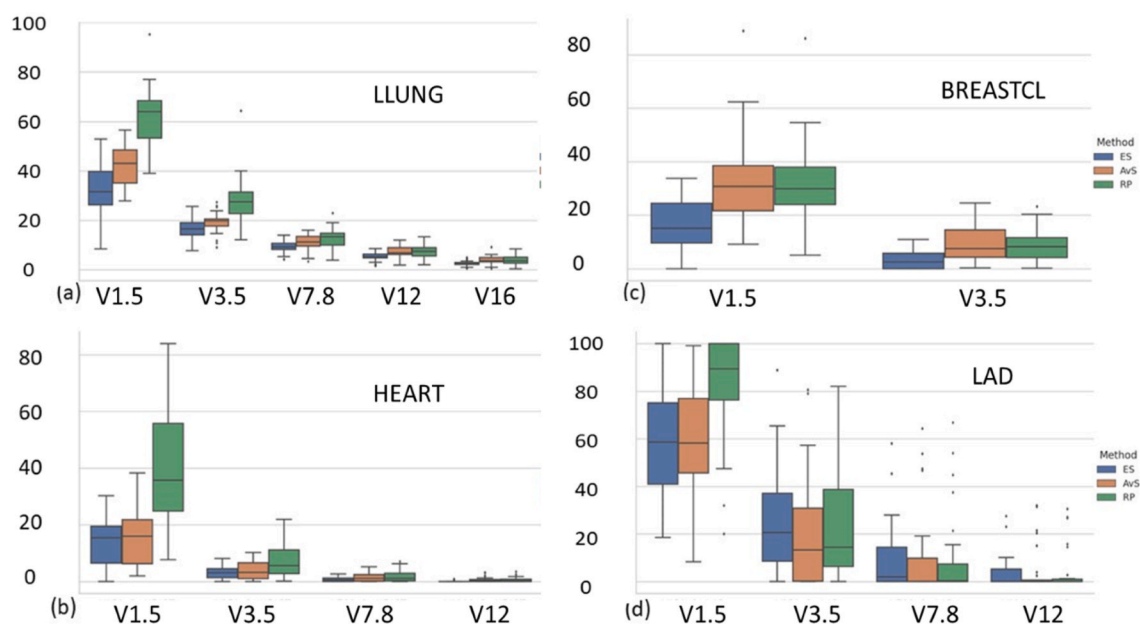 100
80
60
40
20
0
LLUNG
(a)
V1.5 V3.5 V7.8 V12 V16
80
60
40
20
0
BREASTCL
Method
ES
AvS
RP
(c)
V1.5 V3.5
80
60
40
20
0
HEART
(b)
V1.5 V3.5 V7.8 V12
100
80
60
40
20
0
LAD
Method
ES
AvS
RP
(d)
V1.5 V3.5 V7.8 V12